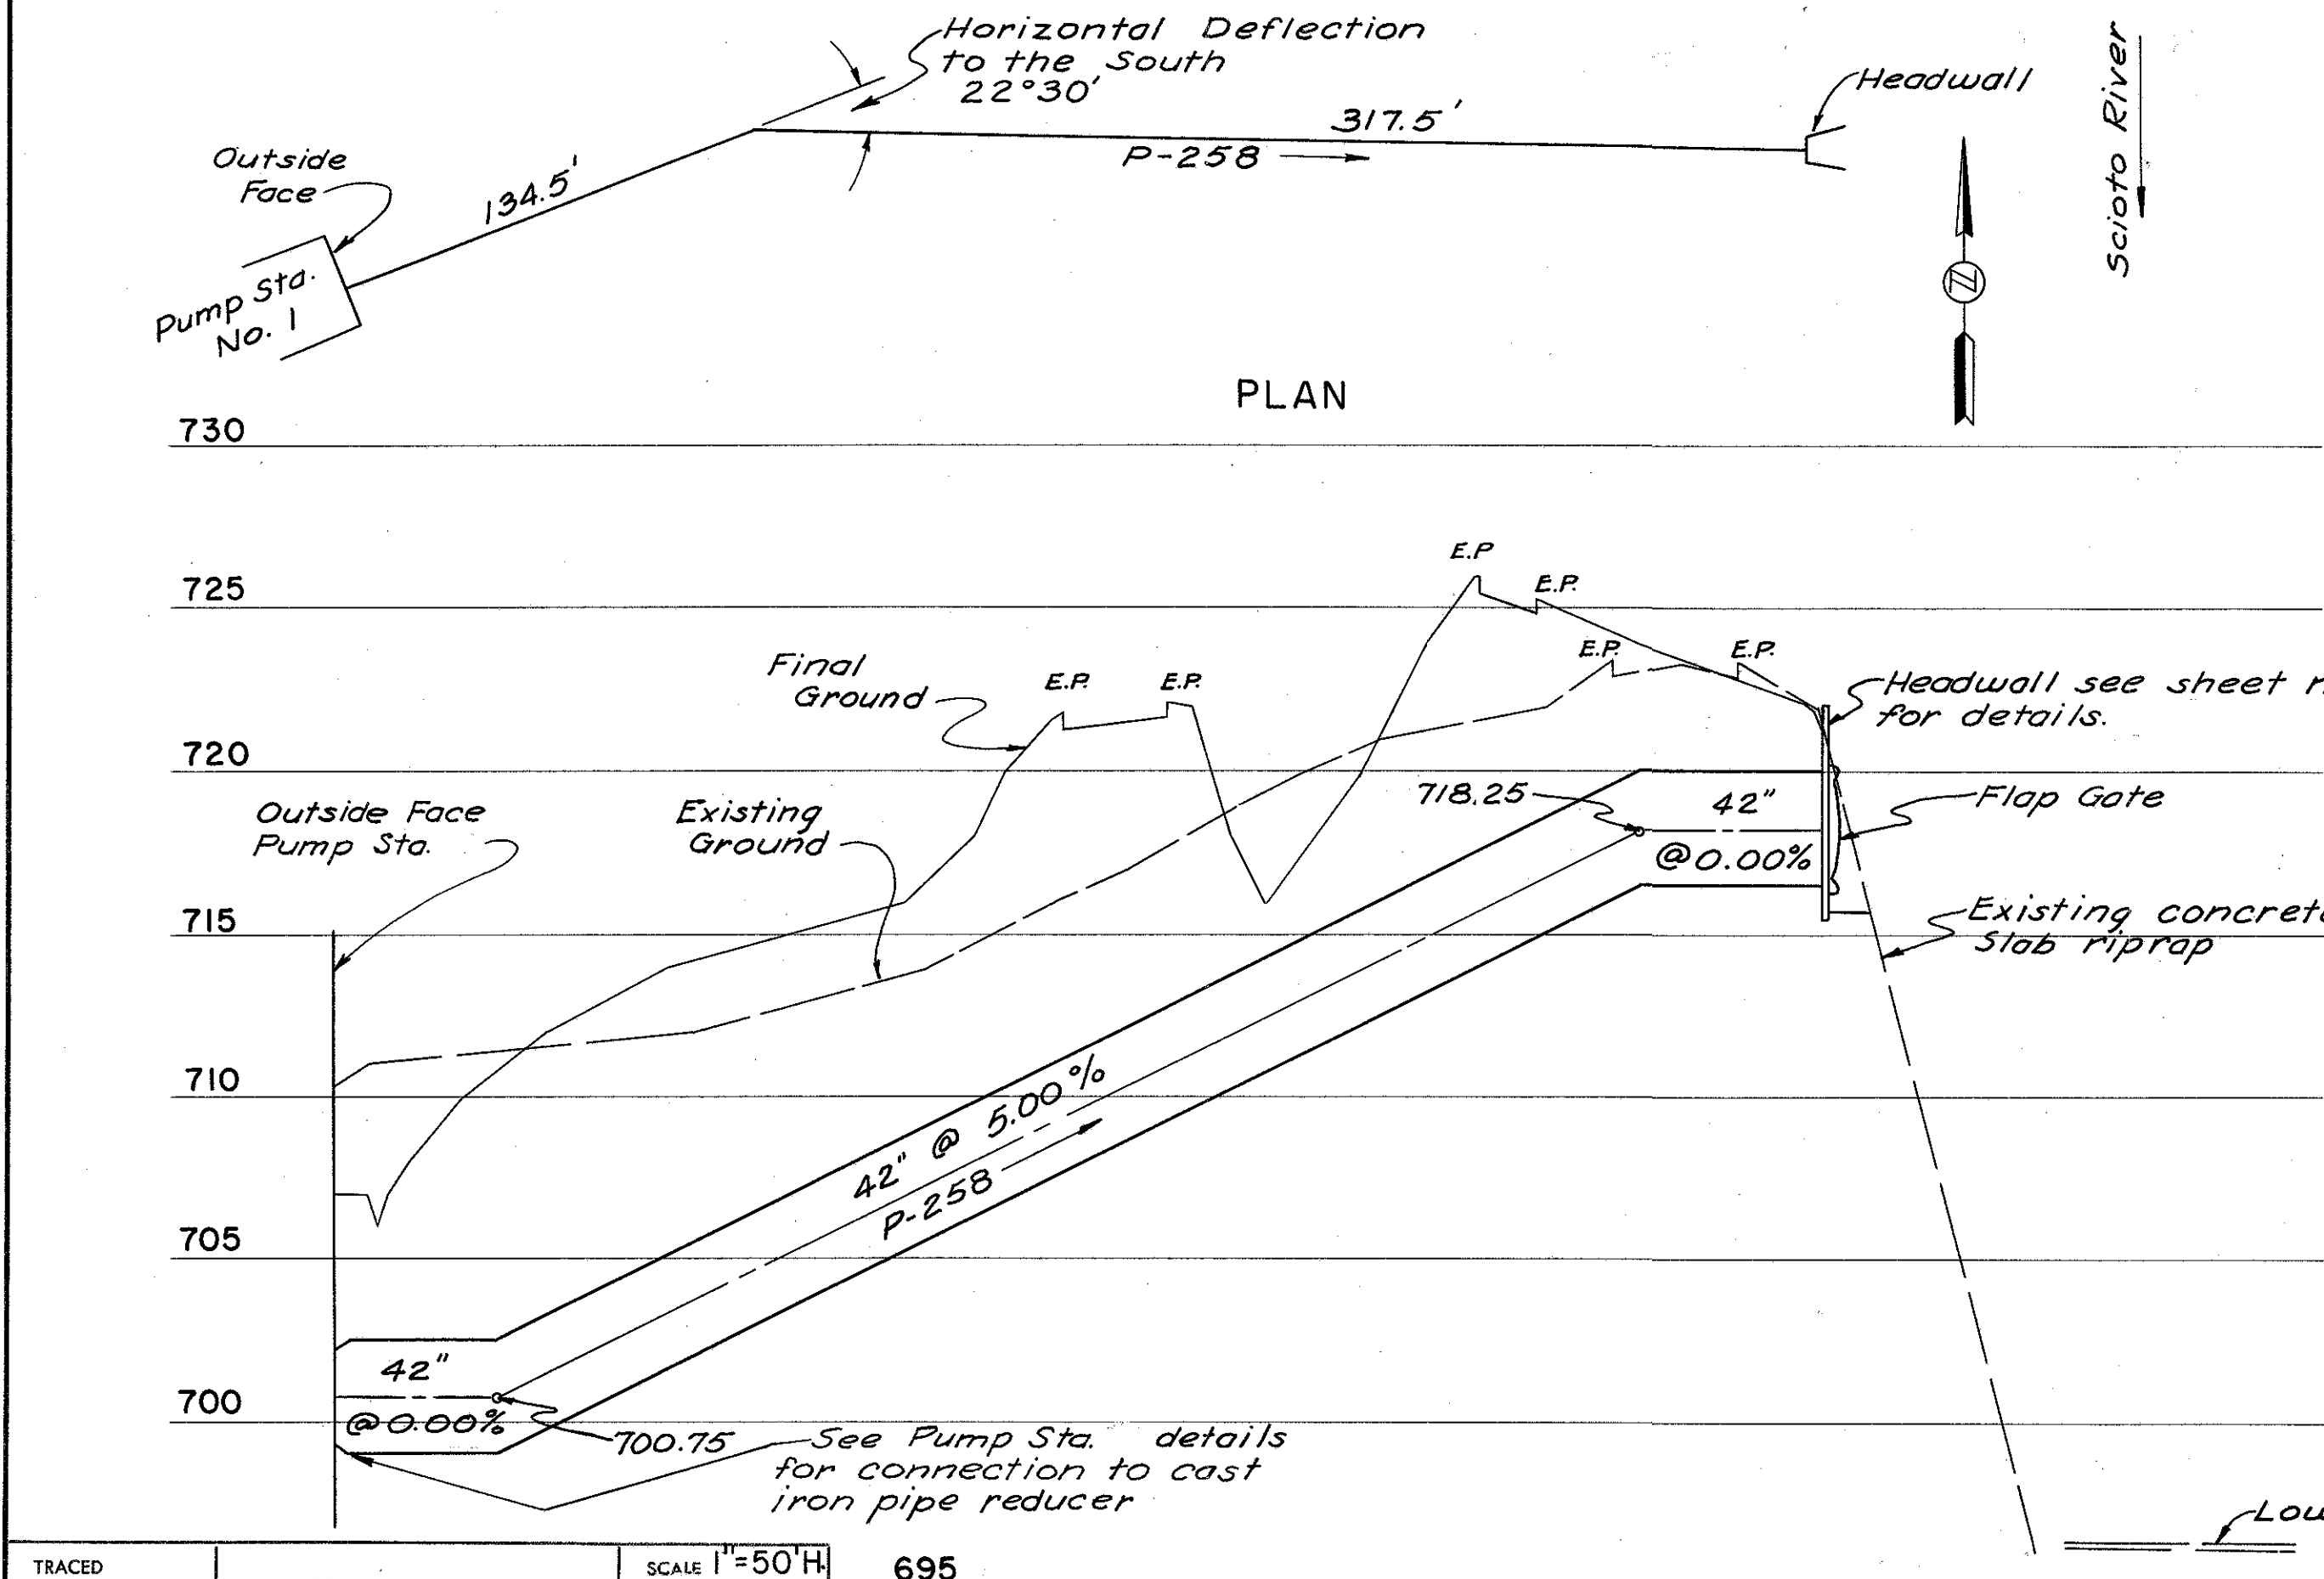 Horizontal Deflection
to the South
22°30'
Scioto River
Headwall
317.5'
P-258
Outside
Face
134.5'
Pump Sta.
No. 1
N
PLAN
730
E.P
725
E.P.
E.P.
E.P.
Final
Ground
E.P.
E.P.
Headwall see sheet
for details.
720
718.25
42"
Flap Gate
Outside Face
Pump Sta.
Existing
Ground
@0.00%
715
Existing concrete
Slab riprap
710
42" @ 5.00%
P-258
705
42"
700
@0.00%
700.75
See Pump Sta. details
for connection to cast
iron pipe reducer
TRACED
SCALE 1"=50'H.
695